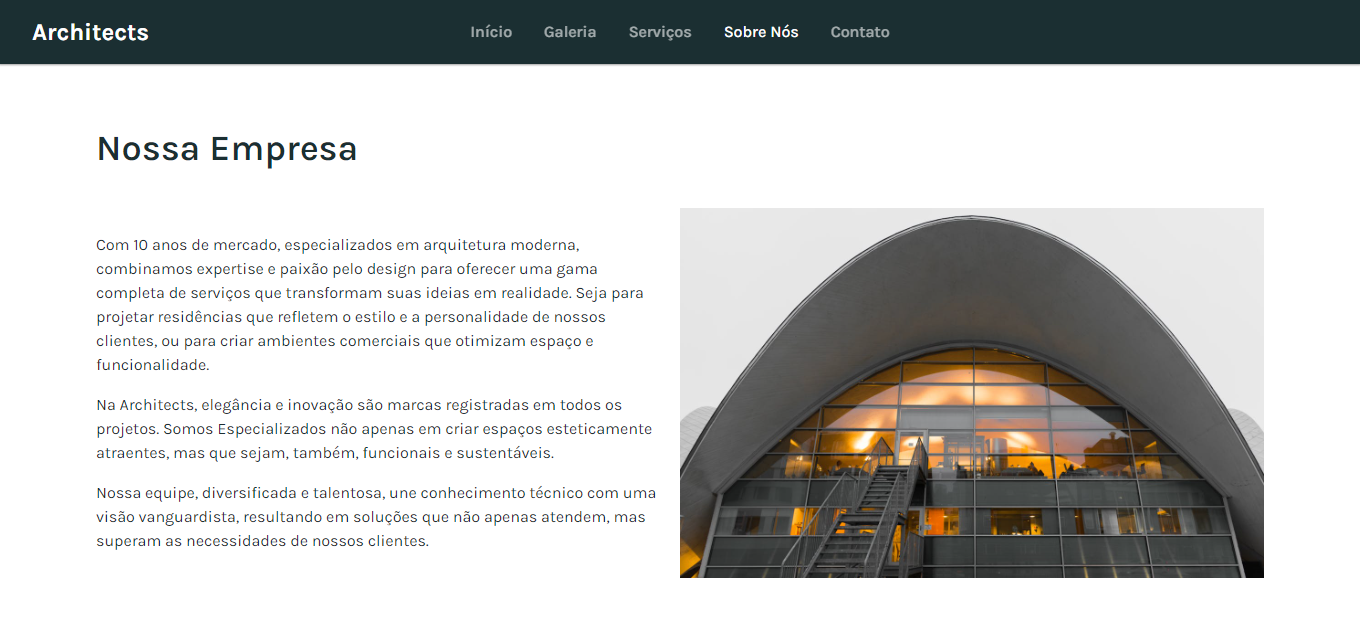 Architects
Início Galeria Serviços Sobre Nós Contato
Nossa Empresa
Com 10 anos de mercado, especializados em arquitetura moderna,
combinamos expertise e paixão pelo design para oferecer uma gama
completa de serviços que transformam suas ideias em realidade. Seja para
projetar residências que refletem o estilo e a personalidade de nossos
clientes, ou para criar ambientes comerciais que otimizam espaço e
funcionalidade.
Na Architects, elegância e inovação são marcas registradas em todos os
projetos. Somos Especializados não apenas em criar espaços esteticamente
atraentes, mas que sejam, também, funcionais e sustentáveis.
Nossa equipe, diversificada e talentosa, une conhecimento técnico com uma
visão vanguardista, resultando em soluções que não apenas atendem, mas
superam as necessidades de nossos clientes.